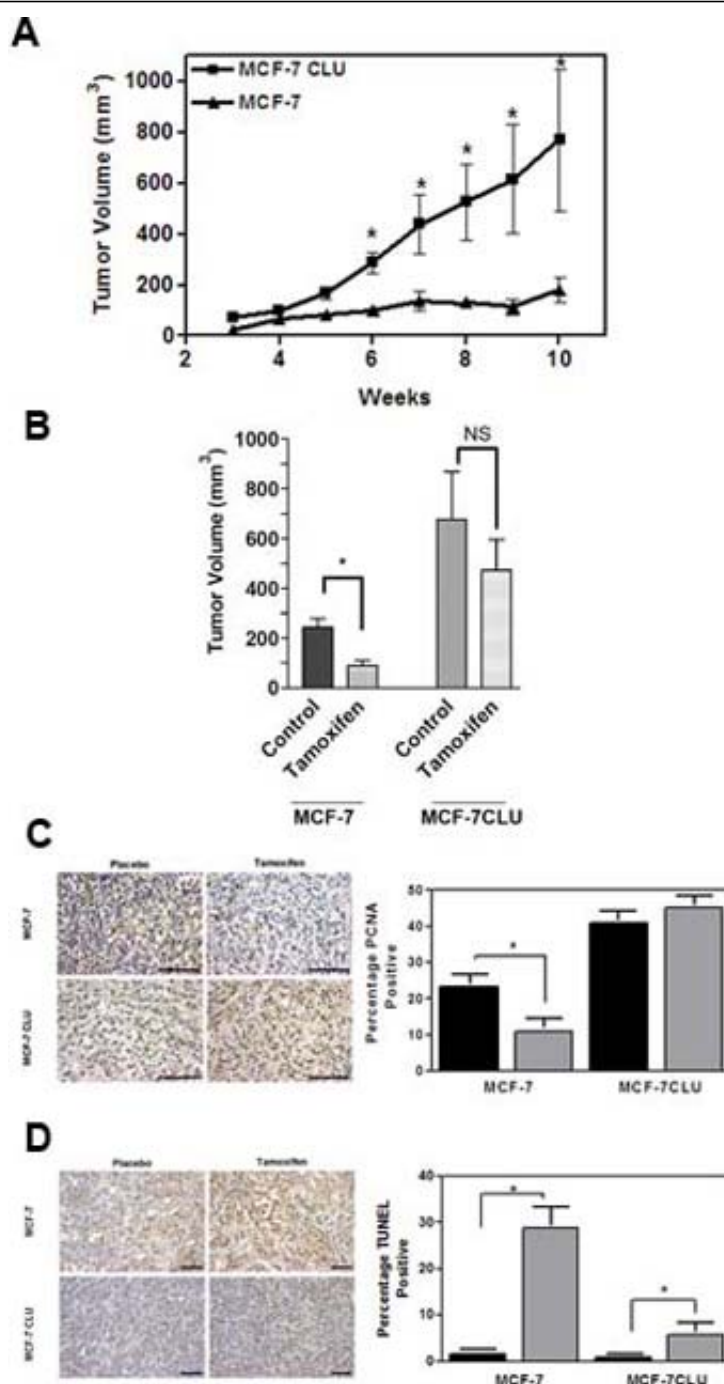 A
MCF-7 CLU
MCF-7
Tumor Volume (mm³)
1000
800
600
400
200
0
* * * * *
2 4 6 8 10
Weeks
B
Tumor Volume (mm³)
1000
800
600
400
200
0
*
NS
Control
Tamoxifen
Control
Tamoxifen
MCF-7 MCF-7CLU
C
Placebo Tamoxifen
MCF-7
MCF-7 CLU
Percentage PCNA
Positive
50
40
30
20
10
0
*
MCF-7 MCF-7CLU
D
Placebo Tamoxifen
MCF-7
MCF-7 CLU
Percentage TUNEL
Positive
40
30
20
10
0
*
*
MCF-7 MCF-7CLU